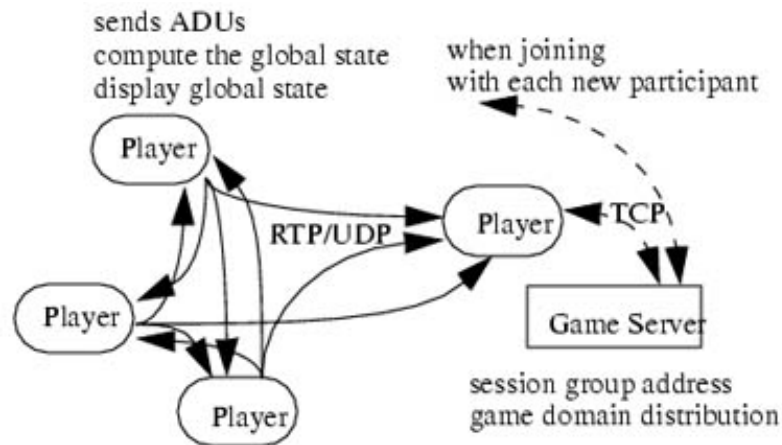 sends ADUs
compute the global state
display global state
when joining
with each new participant
Player
Player
TCP
RTP/UDP
Player
Game Server
Player
session group address
game domain distribution